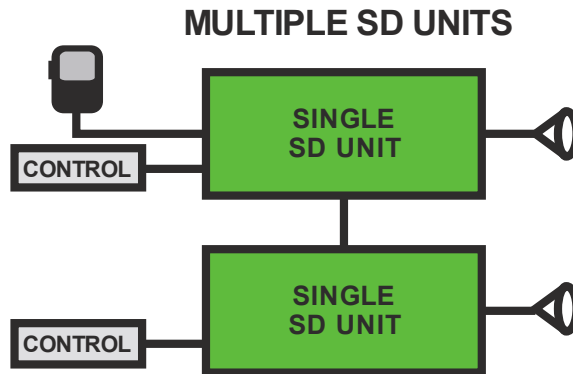 MULTIPLE SD UNITS
SINGLE
SD UNIT
CONTROL
SINGLE
SD UNIT
CONTROL